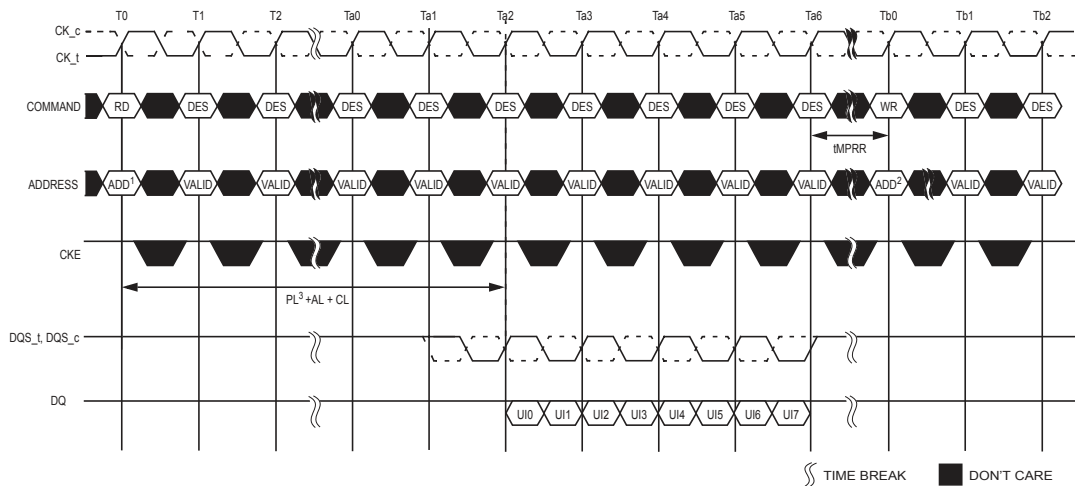 T0 T1 T2 Ta0 Ta1 Ta2 Ta3 Ta4 Ta5 Ta6 Tb0 Tb1 Tb2
CK_c
CK_t
COMMAND RD DES DES DES DES DES DES DES DES DES WR DES DES
tMPRR
ADDRESS ADD1 VALID VALID VALID VALID VALID VALID VALID VALID VALID ADD2 VALID VALID
CKE
PL3 +AL + CL
DQS_t, DQS_c
DQ UI0 UI1 UI2 UI3 UI4 UI5 UI6 UI7
TIME BREAK DON'T CARE